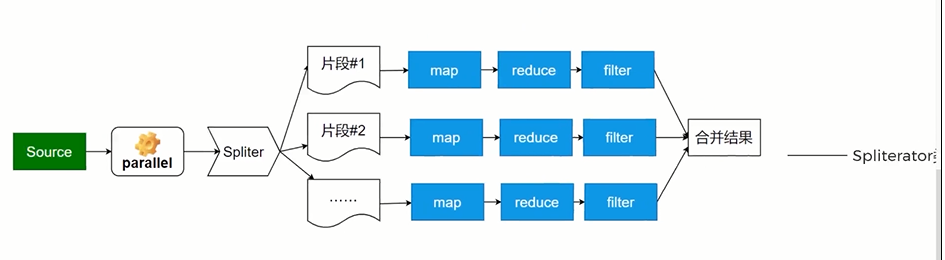 Source
parallel
Spliter
片段#1
map
reduce
filter
片段#2
map
reduce
filter
……
map
reduce
filter
合并结果
Spliterator